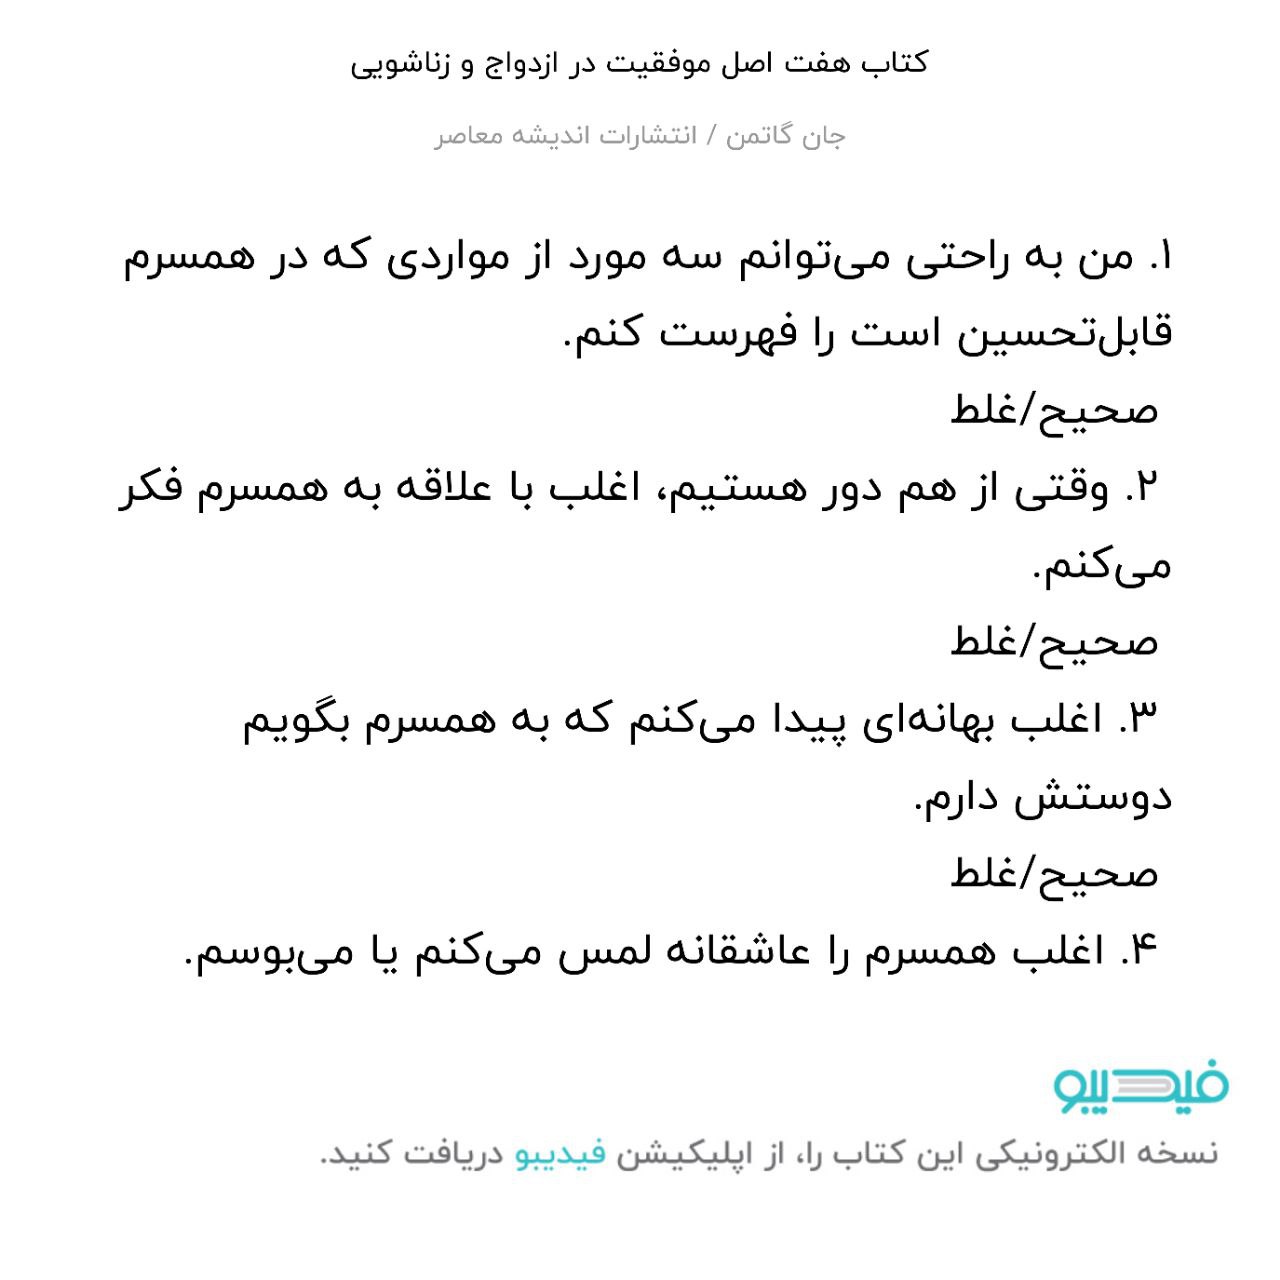 کتاب هفت اصل موفقیت در ازدواج و زناشویی
جان گاتمن / انتشارات اندیشه معاصر
۱. من به راحتی می‌توانم سه مورد از مواردی که در همسرم
قابل‌تحسین است را فهرست کنم.
صحیح/غلط
۲. وقتی از هم دور هستیم، اغلب با علاقه به همسرم فکر
می‌کنم.
صحیح/غلط
۳. اغلب بهانه‌ای پیدا می‌کنم که به همسرم بگویم
دوستش دارم.
صحیح/غلط
۴. اغلب همسرم را عاشقانه لمس می‌کنم یا می‌بوسم.
فیدیبو
نسخه الکترونیکی این کتاب را، از اپلیکیشن فیدیبو دریافت کنید.